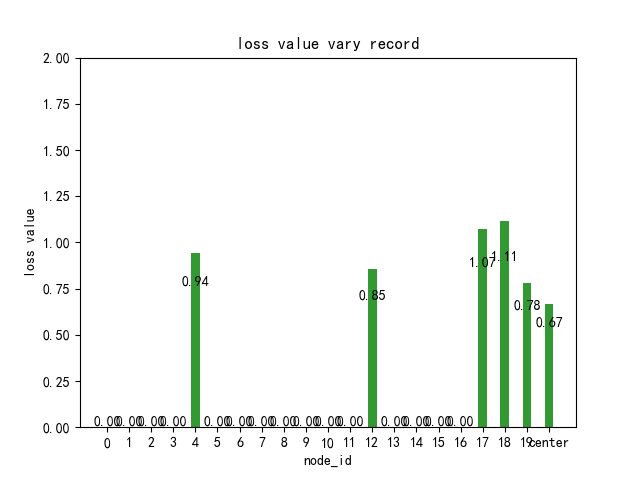 loss value vary record
2.00
1.75
1.50
1.25
1.00
0.75
0.50
0.25
0.00
loss value
0.00 0.00 0.00 0.00 0.94 0.00 0.00 0.00 0.00 0.00 0.00 0.00 0.85 0.00 0.00 0.00 0.00 1.07 1.11 0.78 0.67
0 1 2 3 4 5 6 7 8 9 10 11 12 13 14 15 16 17 18 19 center
node_id